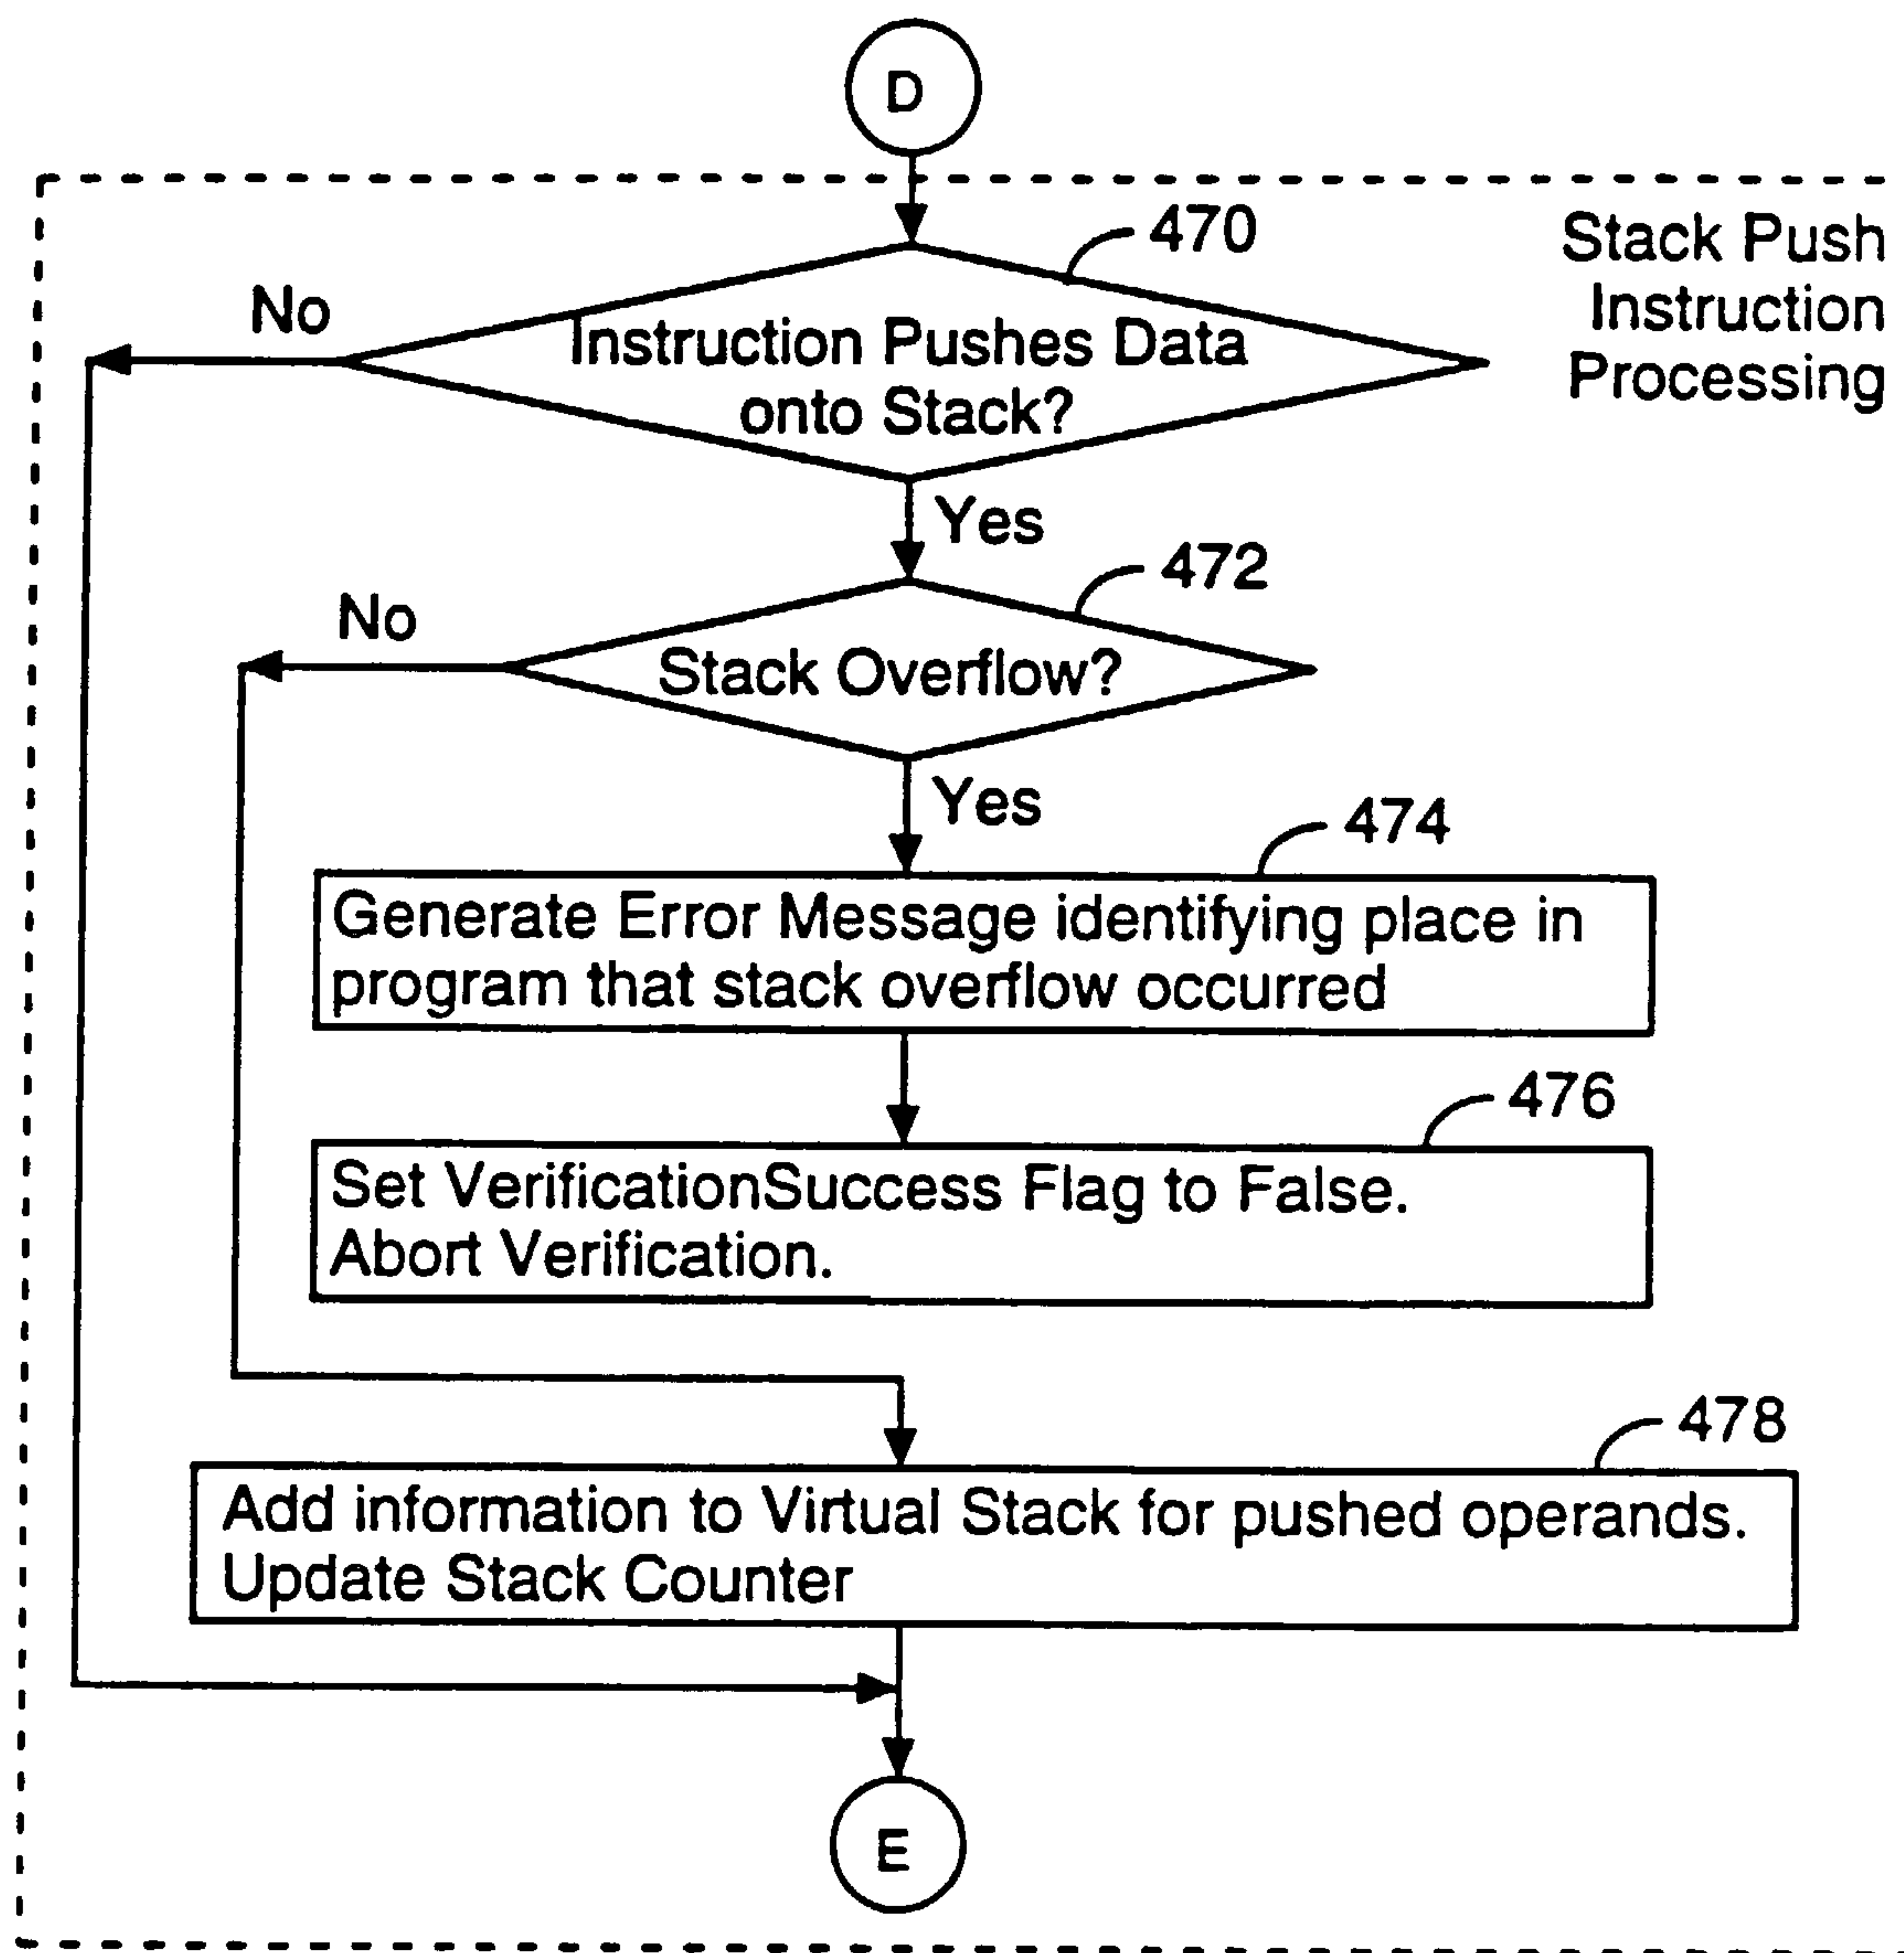 D
470
Stack Push
Instruction
Processing
No
Instruction Pushes Data
onto Stack?
Yes
472
No
Stack Overflow?
Yes
474
Generate Error Message identifying place in
program that stack overflow occurred
476
Set VerificationSuccess Flag to False.
Abort Verification.
478
Add information to Virtual Stack for pushed operands.
Update Stack Counter
E